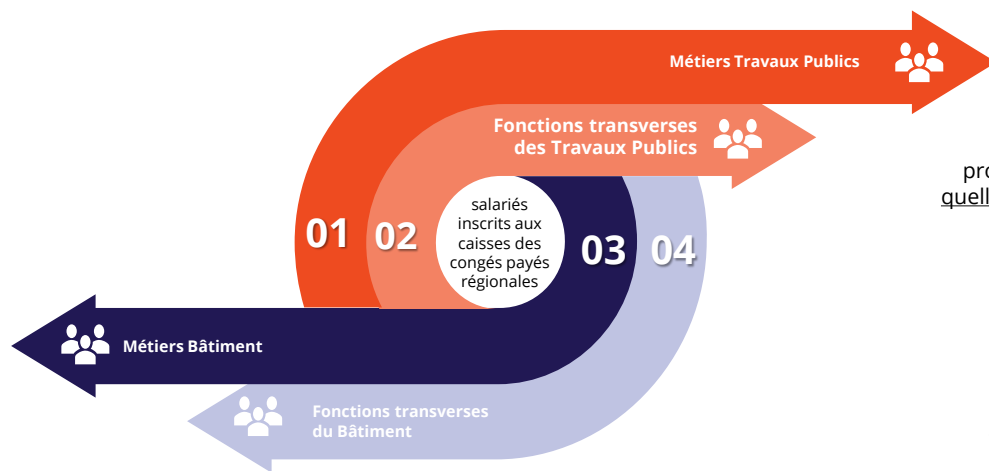 Métiers Travaux Publics
Fonctions transverses
des Travaux Publics
01
02
salariés
inscrits aux
caisses des
congés payés
régionales
03
04
Métiers Bâtiment
Fonctions transverses
du Bâtiment